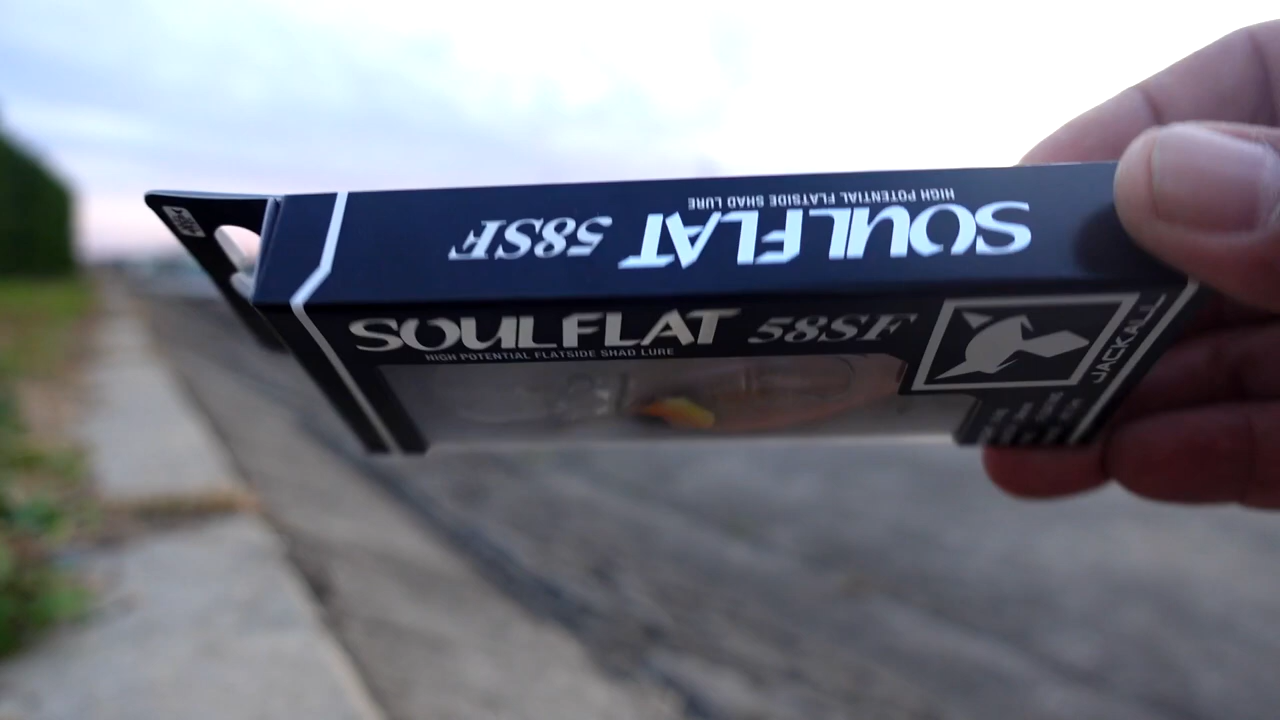 HIGH POTENTIAL FLATSIDE SHAD LURE
SOULFLAT 58SF
SOULFLAT 58SF
HIGH POTENTIAL FLATSIDE SHAD LURE
JACKALL